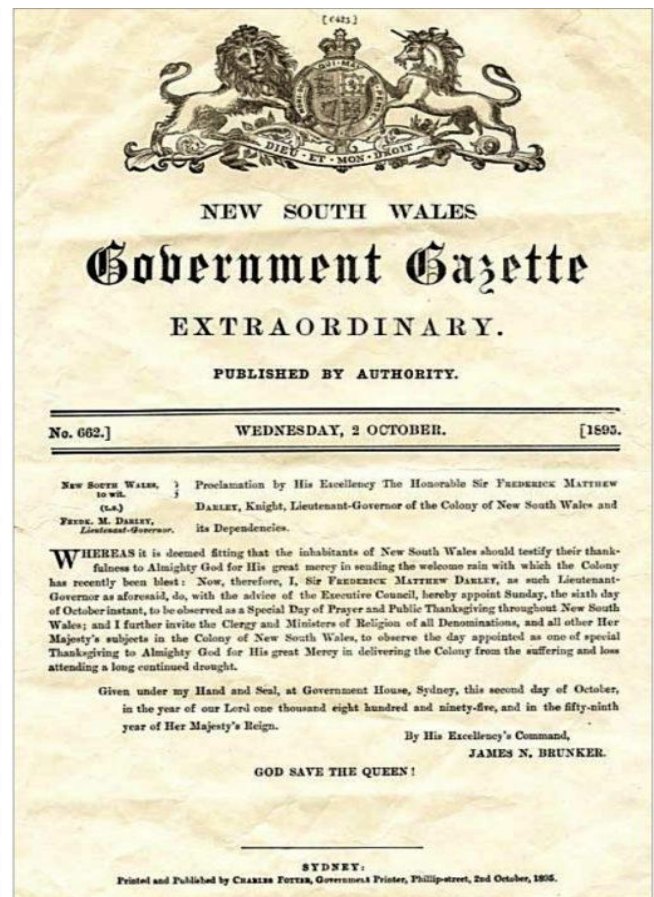 [6425]
HONI SOIT QUI MAL PENSE
DIEU · ET · MON · DROIT
NEW SOUTH WALES
Government Gazette
EXTRAORDINARY.
PUBLISHED BY AUTHORITY.
No. 662.] WEDNESDAY, 2 OCTOBER. [1895.
NEW SOUTH WALES,
to wit.
(L.S.)
FREDK. M. DARLEY,
Lieutenant-Governor.
Proclamation by His Excellency The Honorable Sir FREDERICK MATTHEW
DARLEY, Knight, Lieutenant-Governor of the Colony of New South Wales and
its Dependencies.
WHEREAS it is deemed fitting that the inhabitants of New South Wales should testify their thank-
fulness to Almighty God for His great mercy in sending the welcome rain with which the Colony
has recently been blest: Now, therefore, I, Sir FREDERICK MATTHEW DARLEY, as such Lieutenant-
Governor as aforesaid, do, with the advice of the Executive Council, hereby appoint Sunday, the sixth day
of October instant, to be observed as a Special Day of Prayer and Public Thanksgiving throughout New South
Wales; and I further invite the Clergy and Ministers of Religion of all Denominations, and all other Her
Majesty's subjects in the Colony of New South Wales, to observe the day appointed as one of special
Thanksgiving to Almighty God for His great Mercy in delivering the Colony from the suffering and loss
attending a long continued drought.
Given under my Hand and Seal, at Government House, Sydney, this second day of October,
in the year of our Lord one thousand eight hundred and ninety-five, and in the fifty-ninth
year of Her Majesty's Reign.
By His Excellency's Command,
JAMES N. BRUNKER.
GOD SAVE THE QUEEN!
SYDNEY:
Printed and Published by CHARLES POTTER, Government Printer, Phillip-street, 2nd October, 1895.